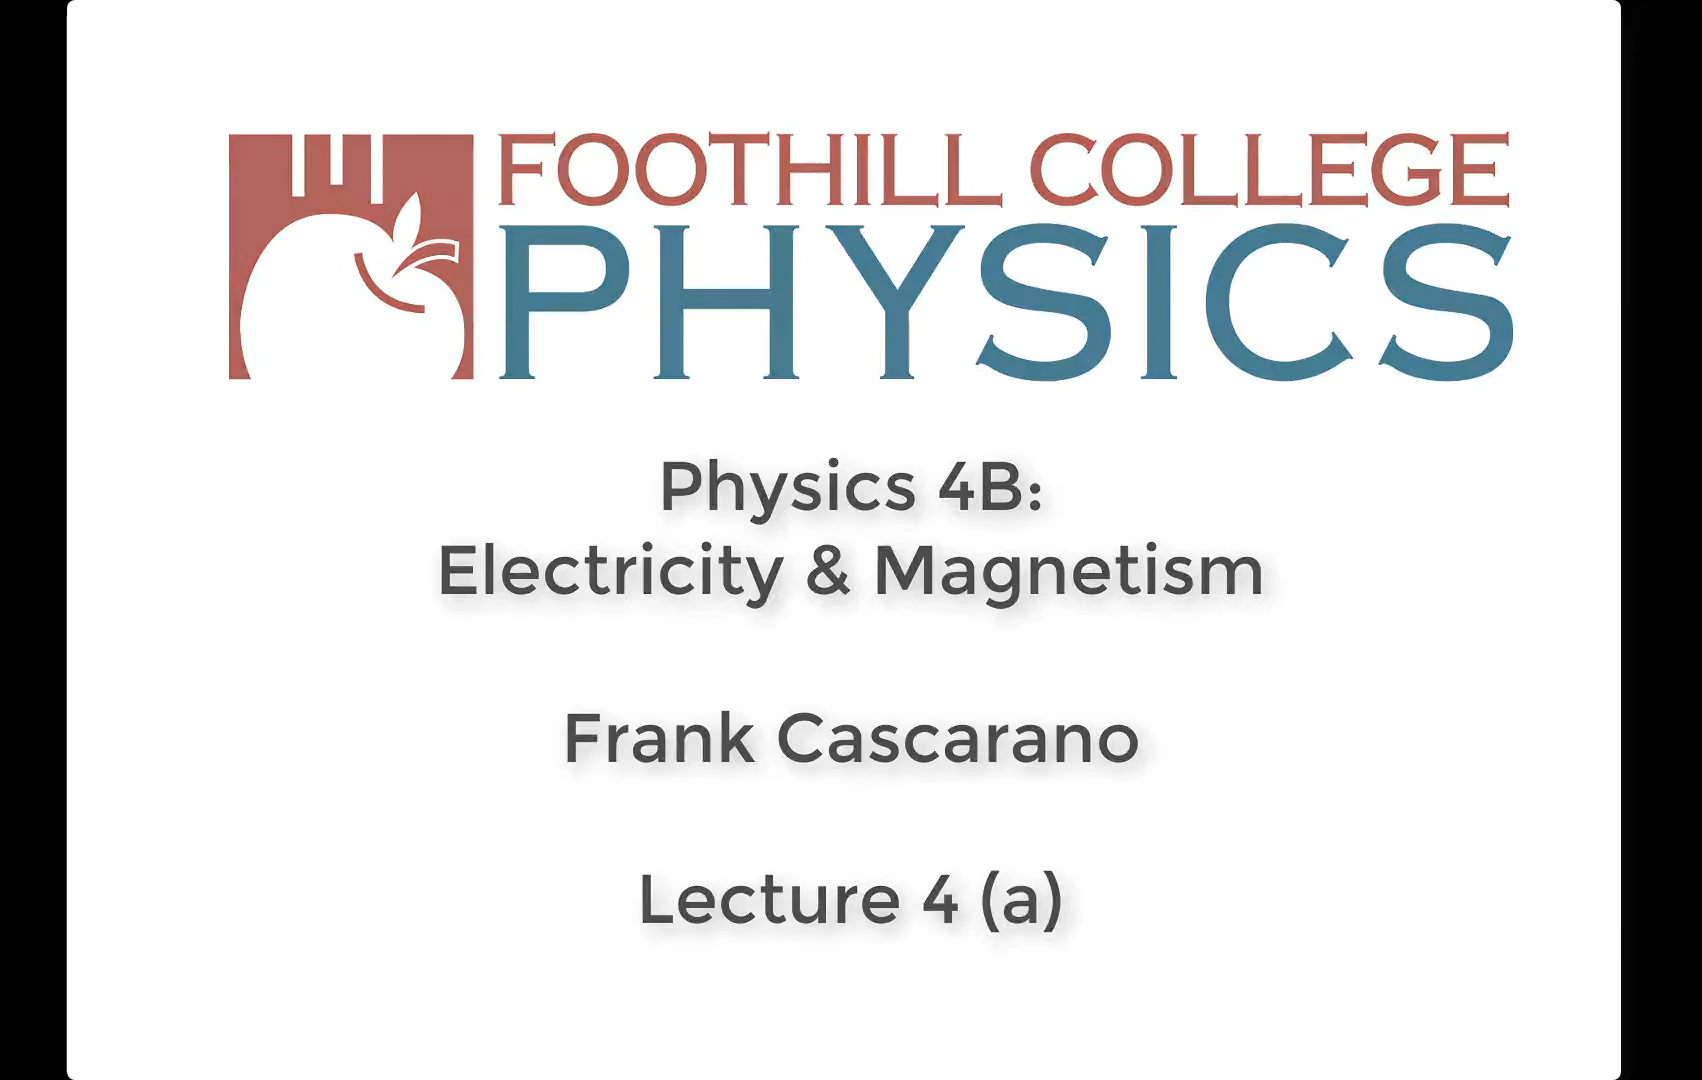 FOOTHILL COLLEGE
PHYSICS
Physics 4B:
Electricity & Magnetism
Frank Cascarano
Lecture 4 (a)